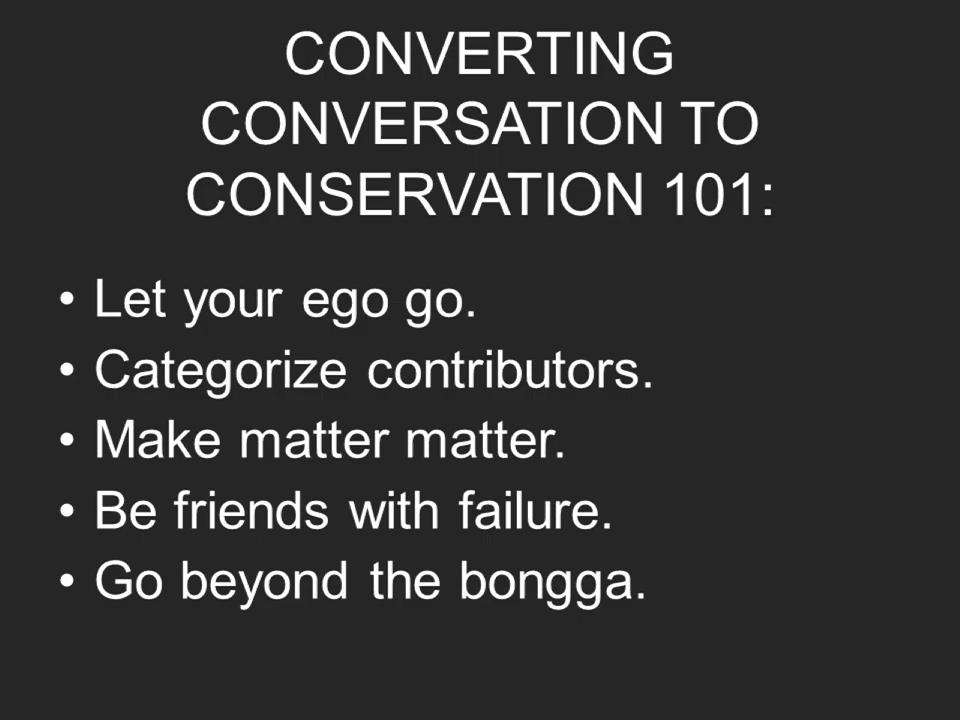 CONVERTING
CONVERSATION TO
CONSERVATION 101:
• Let your ego go.
• Categorize contributors.
• Make matter matter.
• Be friends with failure.
• Go beyond the bongga.